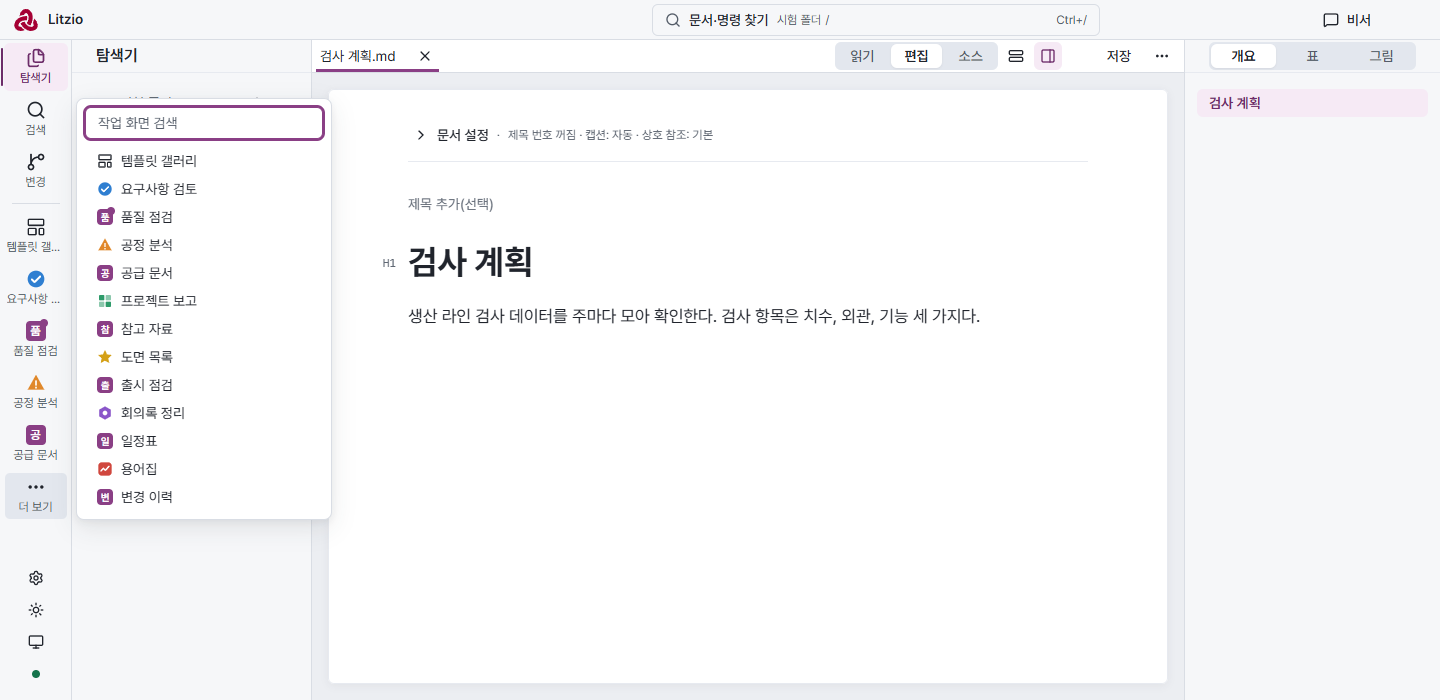 Litzio
문서·명령 찾기 시험 폴더 / Ctrl+/
비서
탐색기
검색
변경
템플릿 갤...
요구사항 ...
품
품질 점검
공정 분석
공
공급 문서
더 보기
탐색기
작업 화면 검색
템플릿 갤러리
요구사항 검토
품 품질 점검
공정 분석
공 공급 문서
프로젝트 보고
참 참고 자료
도면 목록
출 출시 점검
회의록 정리
일 일정표
용어집
변 변경 이력
검사 계획.md
읽기 편집 소스
저장
문서 설정 · 제목 번호 꺼짐 · 캡션: 자동 · 상호 참조: 기본
제목 추가(선택)
H1 검사 계획
생산 라인 검사 데이터를 주마다 모아 확인한다. 검사 항목은 치수, 외관, 기능 세 가지다.
개요 표 그림
검사 계획